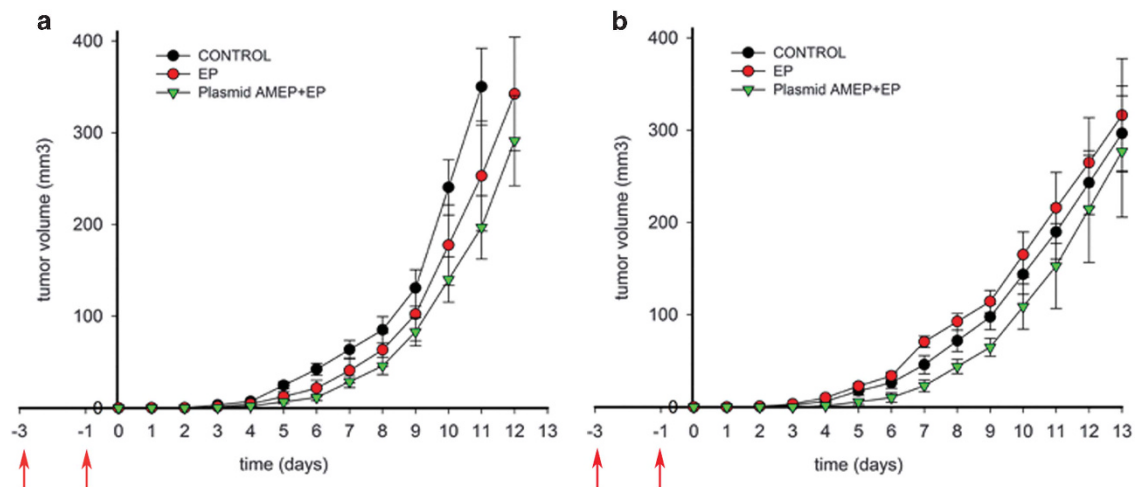 a
400
300
200
100
0
tumor volume (mm3)
CONTROL
EP
Plasmid AMEP+EP
-3 -1 0 1 2 3 4 5 6 7 8 9 10 11 12 13
time (days)
b
400
300
200
100
0
tumor volume (mm3)
CONTROL
EP
Plasmid AMEP+EP
-3 -1 0 1 2 3 4 5 6 7 8 9 10 11 12 13
time (days)